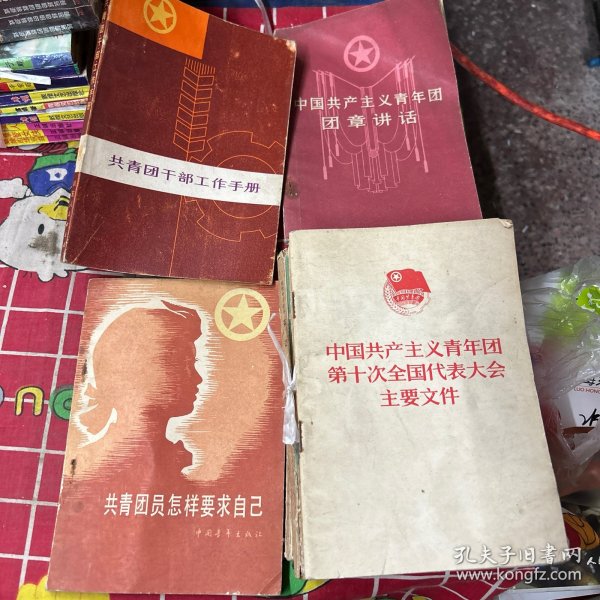 共青团干部工作手册
中国共产主义青年团
团章讲话
中国共产主义青年团
第十次全国代表大会
主要文件
共青团员怎样要求自己
中国青年出版社
孔夫子旧书网
www.kongfz.com